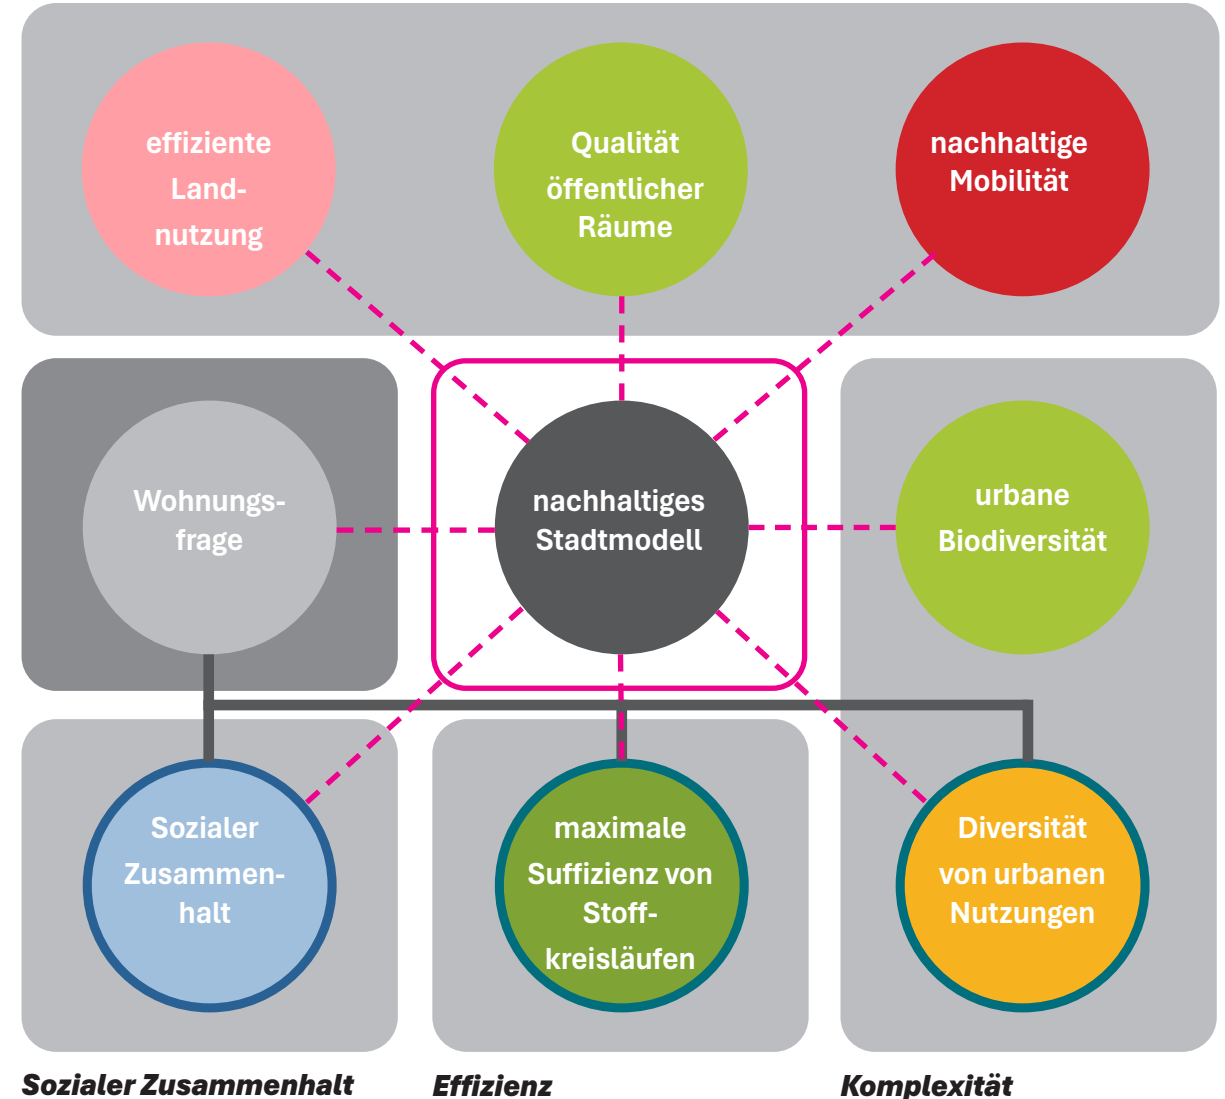 effiziente
Land-
nutzung
Qualität
öffentlicher
Räume
nachhaltige
Mobilität
Wohnungs-
frage
nachhaltiges
Stadtmodell
urbane
Biodiversität
Sozialer
Zusammen-
halt
maximale
Suffizienz von
Stoff-
kreisläufen
Diversität
von urbanen
Nutzungen
Sozialer Zusammenhalt
Effizienz
Komplexität